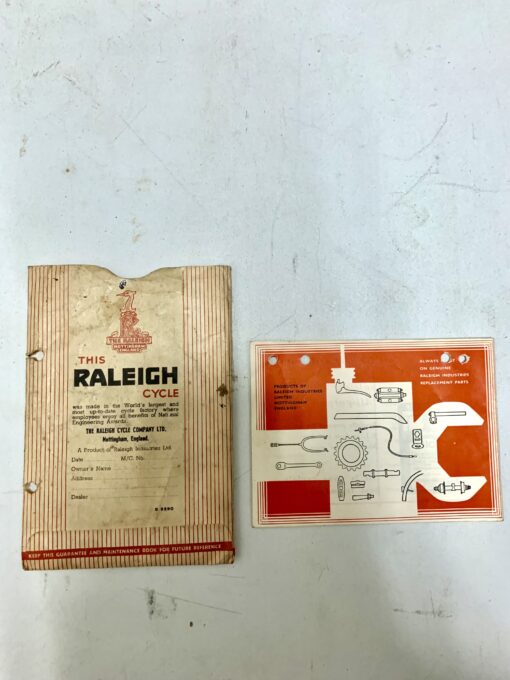 THE RALEIGH
NOTTINGHAM
ENGLAND
THIS
RALEIGH
CYCLE
was made in the World's largest and
most up-to-date cycle factory where
employees enjoy all benefits of
Engineering Awards.
THE RALEIGH CYCLE COMPANY LTD.
Nottingham, England.
A Product of Raleigh Industries Ltd.
Date M/C. No.
Owner's Name
Address
Dealer
KEEP THIS GUARANTEE AND MAINTENANCE BOOK FOR FUTURE REFERENCE
PRODUCTS OF
RALEIGH INDUSTRIES
LIMITED
NOTTINGHAM
ENGLAND
ALWAYS
ON GENUINE
RALEIGH INDUSTRIES
REPLACEMENT PARTS